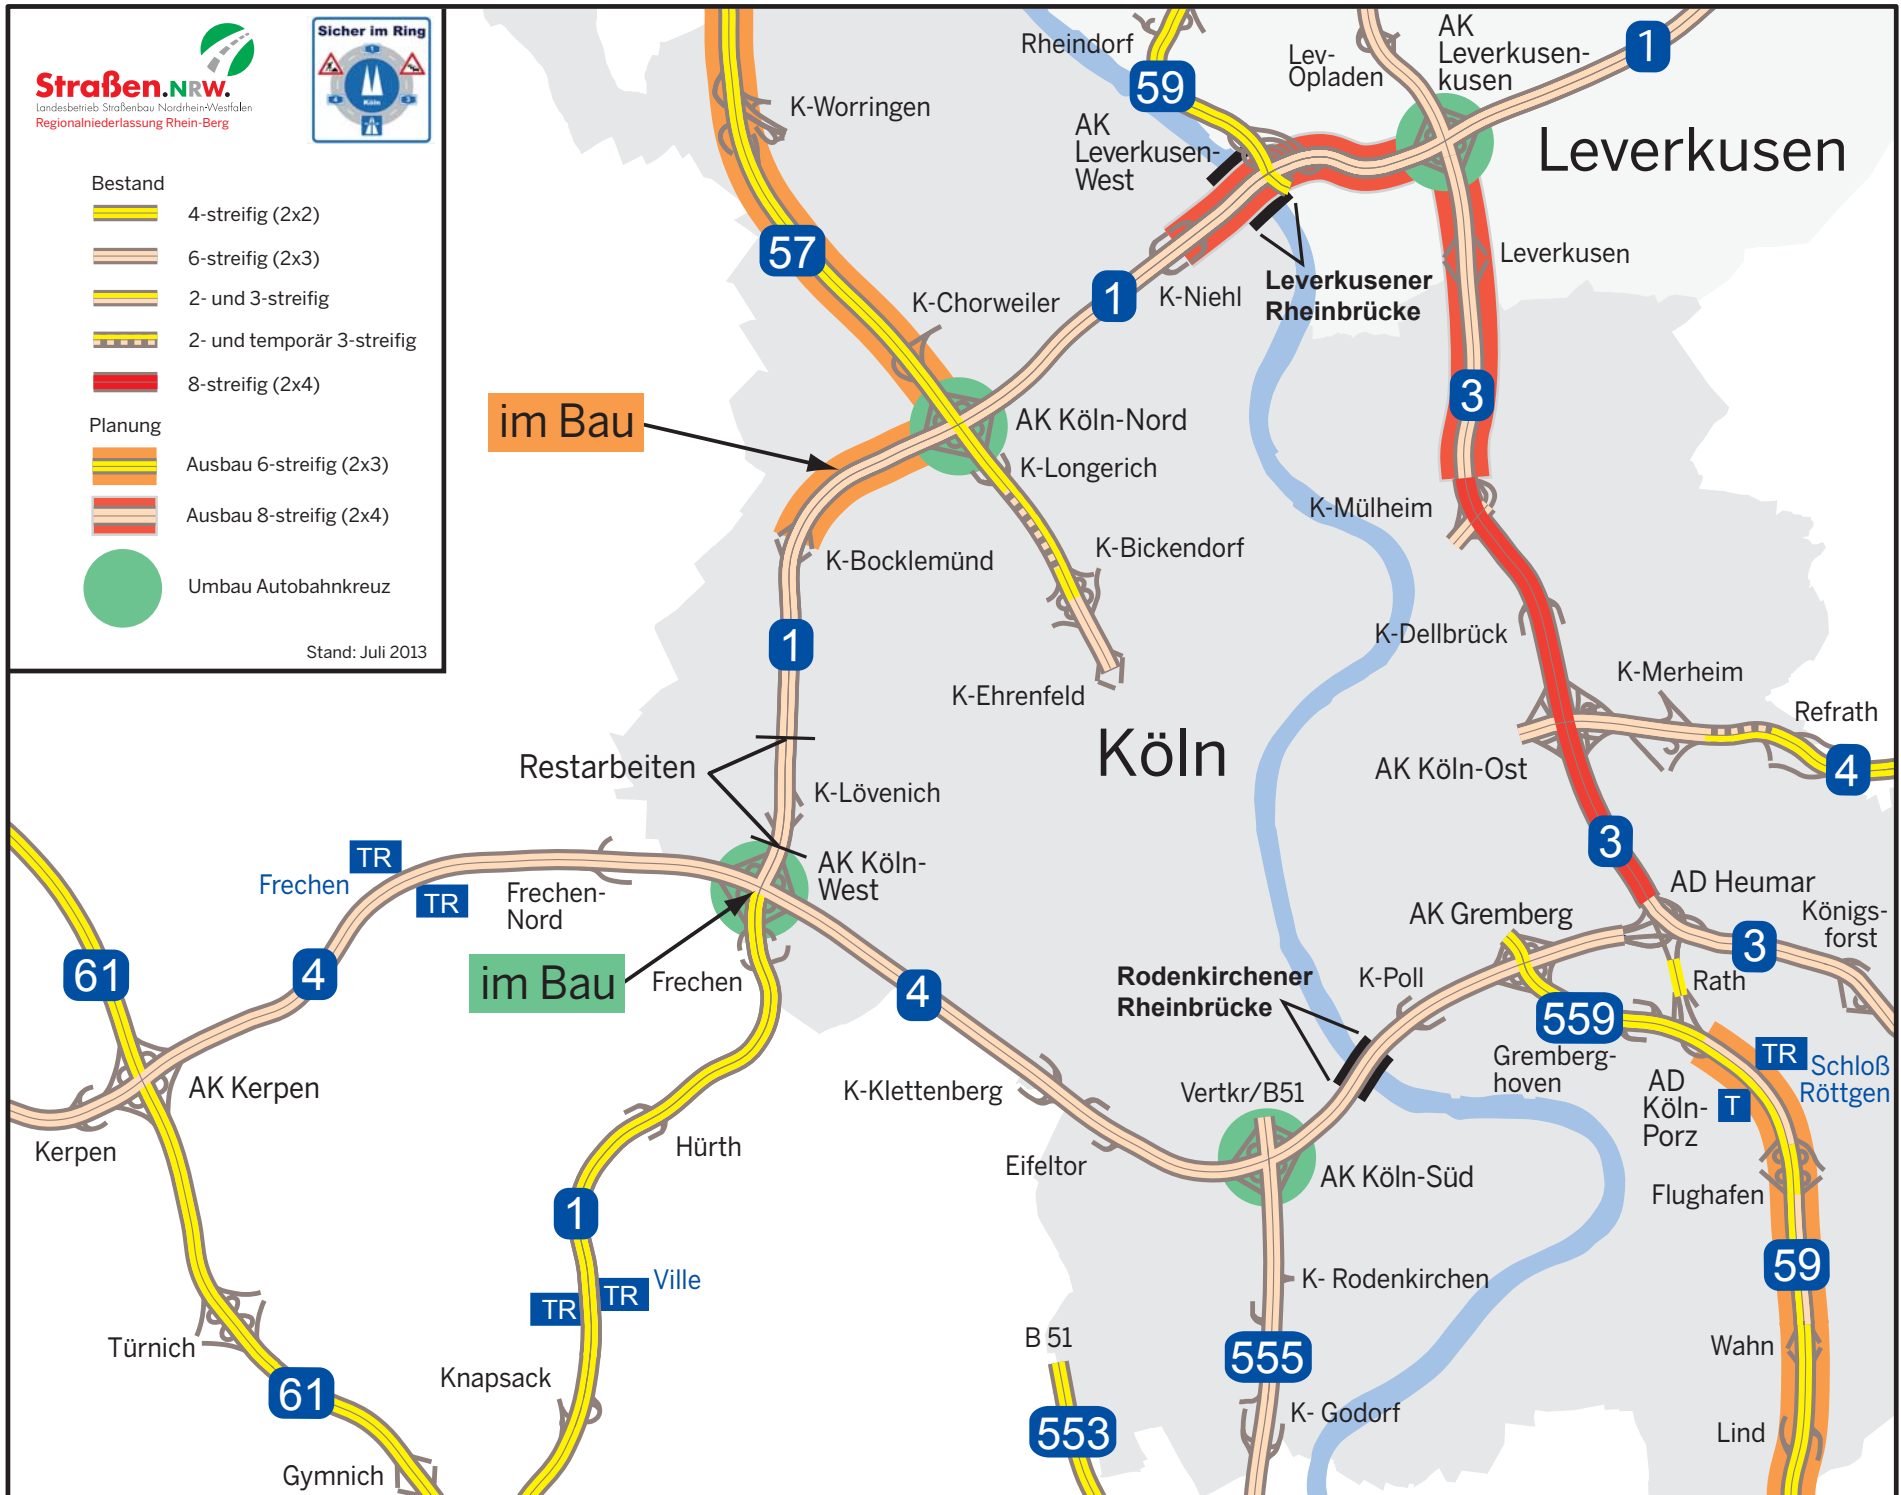 Straßen.NRW.
Landesbetrieb Straßenbau Nordrhein-Westfalen
Regionalniederlassung Rhein-Berg
Sicher im Ring
1
4
3
Köln
Bestand
4-streifig (2x2)
6-streifig (2x3)
2- und 3-streifig
2- und temporär 3-streifig
8-streifig (2x4)
Planung
Ausbau 6-streifig (2x3)
Ausbau 8-streifig (2x4)
Umbau Autobahnkreuz
Stand: Juli 2013
Rheindorf
59
Lev-
Opladen
AK
Leverkusen-
kusen
1
K-Worringen
AK
Leverkusen-
West
Leverkusen
57
Leverkusen
K-Chorweiler
1
K-Niehl
Leverkusener
Rheinbrücke
3
im Bau
AK Köln-Nord
K-Longerich
K-Mülheim
K-Bocklemünd
K-Bickendorf
1
K-Dellbrück
K-Ehrenfeld
K-Merheim
Refrath
Köln
Restarbeiten
AK Köln-Ost
4
K-Lövenich
3
TR
Frechen
TR
Frechen-
Nord
AK Köln-
West
AD Heumar
Königs-
forst
AK Gremberg
3
61
4
im Bau
Frechen
4
Rodenkirchener
Rheinbrücke
K-Poll
Rath
559
Gremberg-
hoven
TR
Schloß
Röttgen
AK Kerpen
K-Klettenberg
Vertkr/B51
AD
Köln-
Porz
T
Kerpen
Hürth
Eifeltor
AK Köln-Süd
Flughafen
1
59
TR
TR
Ville
K- Rodenkirchen
Türnich
B 51
555
Wahn
61
Knapsack
553
K- Godorf
Lind
Gymnich